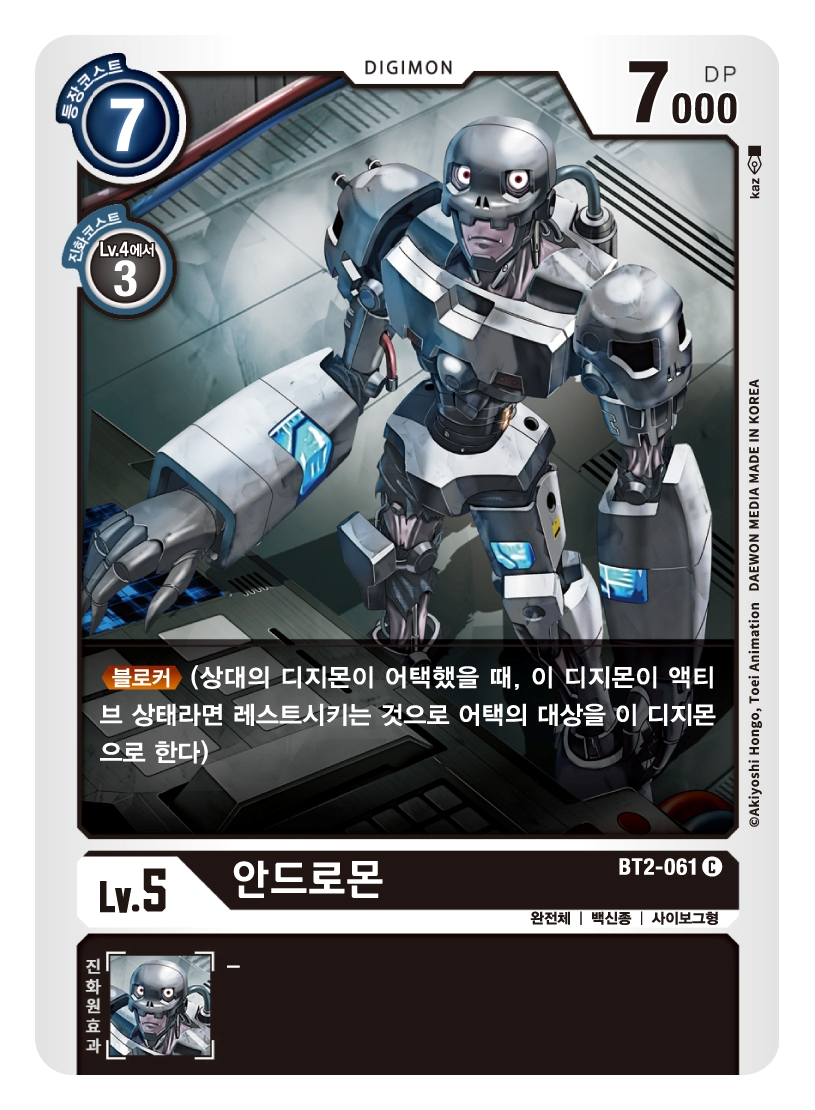 DIGIMON
등장코스트
7
DP
7000
진화코스트
Lv.4에서
3
kaz
블로커 (상대의 디지몬이 어택했을 때, 이 디지몬이 액티
브 상태라면 레스트시키는 것으로 어택의 대상을 이 디지몬
으로 한다)
©Akiyoshi Hongo, Toei Animation DAEWON MEDIA MADE IN KOREA
Lv.5
안드로몬
BT2-061 C
완전체 | 백신종 | 사이보그형
진화원효과
–